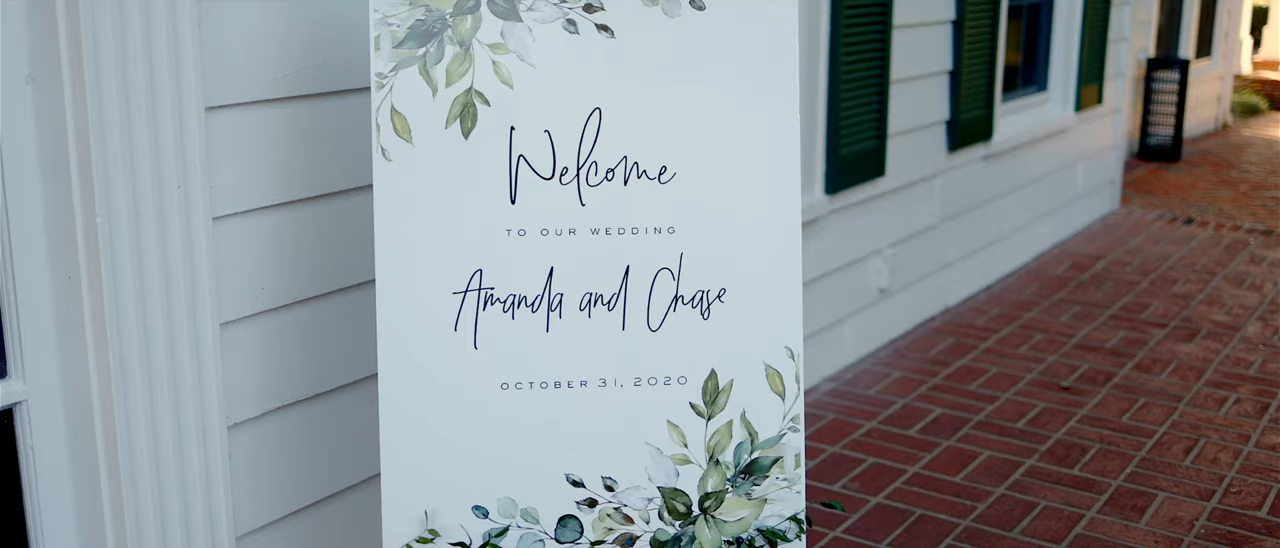 Welcome
TO OUR WEDDING
Amanda and Chase
OCTOBER 31, 2020